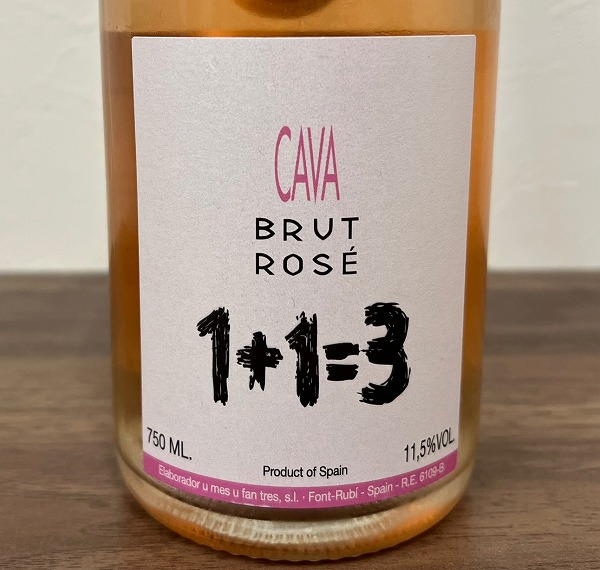 CAVA
BRUT
ROSÉ
1+1=3
750 ML.
11,5%VOL.
Product of Spain
Elaborador u mes u fan tres, s.l. · Font-Rubí - Spain - R.E. 6109-B.